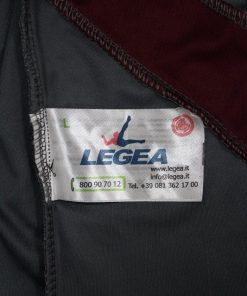 L
LEGEA
www.legea.it
info@legea.it
800 90 70 12
Tel. +39 081 362 17 00